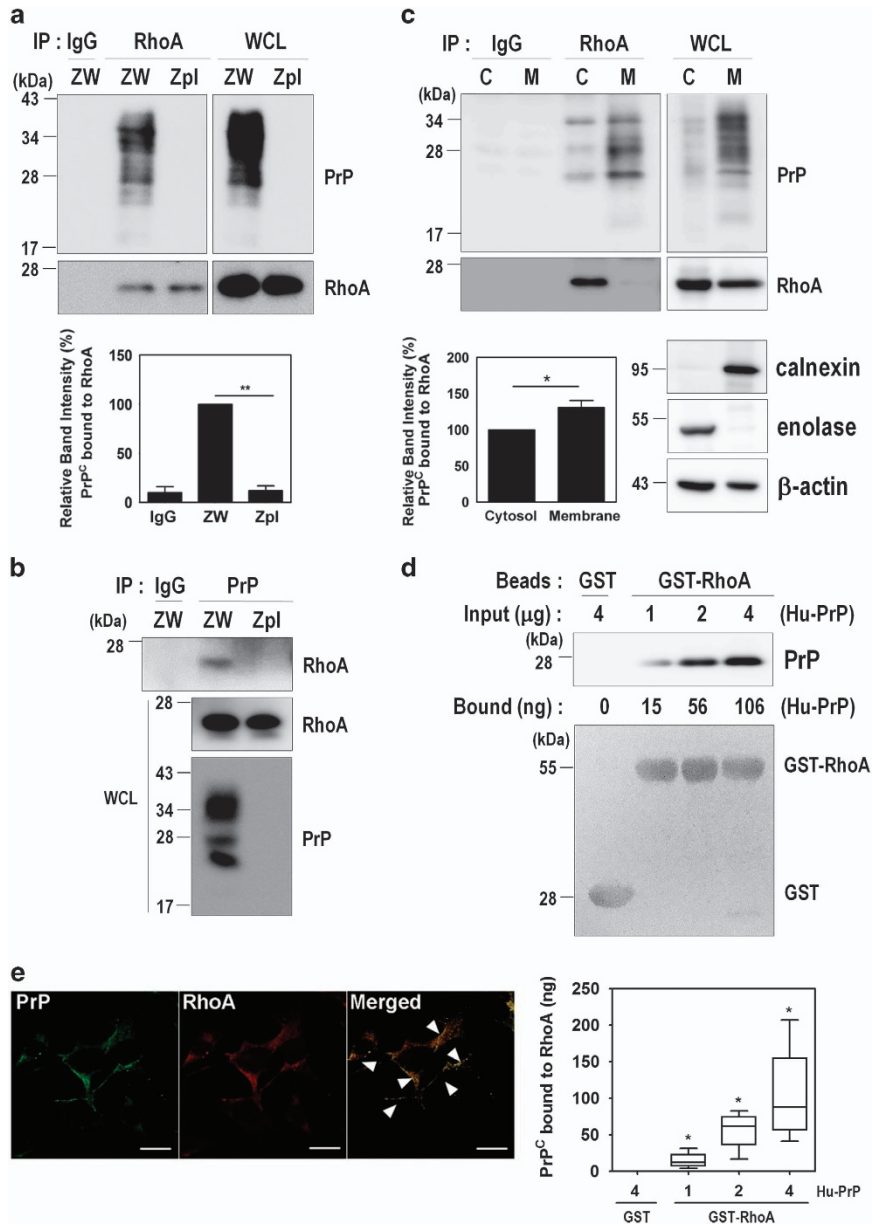 a
IP : IgG RhoA WCL
(kDa) ZW ZW Zpl ZW Zpl
43
34
28
17
PrP
28
RhoA
Relative Band Intensity (%)
PrPC bound to RhoA
150
100
50
0
**
IgG ZW Zpl
b
IP : IgG PrP
(kDa) ZW ZW Zpl
28
RhoA
28
RhoA
WCL
43
34
28
17
PrP
c
IP : IgG RhoA WCL
(kDa) C M C M C M
34
28
17
PrP
28
RhoA
Relative Band Intensity (%)
PrPC bound to RhoA
200
150
100
50
0
*
Cytosol Membrane
95 calnexin
55
enolase
43 β-actin
d
Beads : GST GST-RhoA
Input (μg) : 4 1 2 4 (Hu-PrP)
(kDa)
28 PrP
Bound (ng) : 0 15 56 106 (Hu-PrP)
(kDa)
55 GST-RhoA
28 GST
e
PrP RhoA Merged
PrPC bound to RhoA (ng)
250
200
150
100
50
0
* * *
4 1 2 4 Hu-PrP
GST GST-RhoA